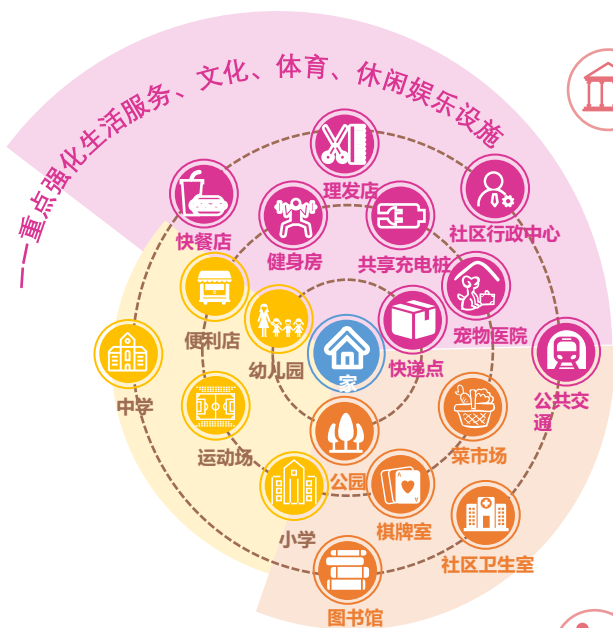 ——重点强化生活服务、文化、体育、休闲娱乐设施
理发店
社区行政中心
快餐店
健身房
共享充电桩
便利店
宠物医院
幼儿园
家
快递点
中学
公共交
通
运动场
菜市场
公园
小学
棋牌室
社区卫生室
图书馆